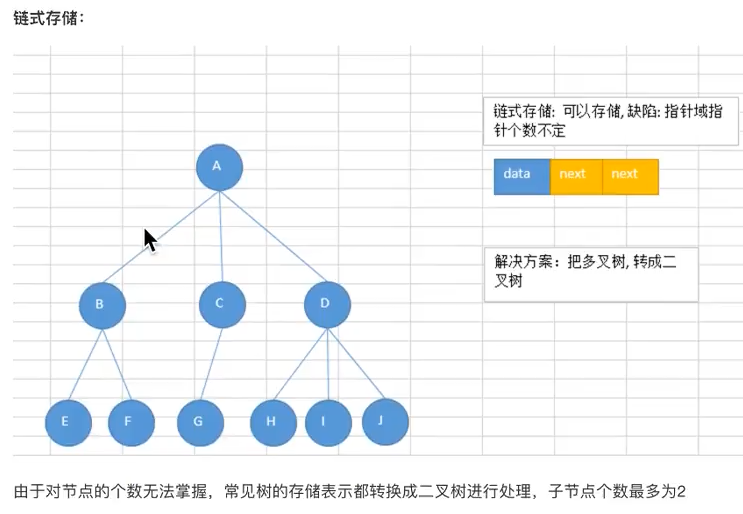 链式存储：
链式存储: 可以存储, 缺陷: 指针域指
针个数不定
A
data next next
解决方案：把多叉树, 转成二
叉树
B C D
E F G H I J
由于对节点的个数无法掌握，常见树的存储表示都转换成二叉树进行处理，子节点个数最多为2